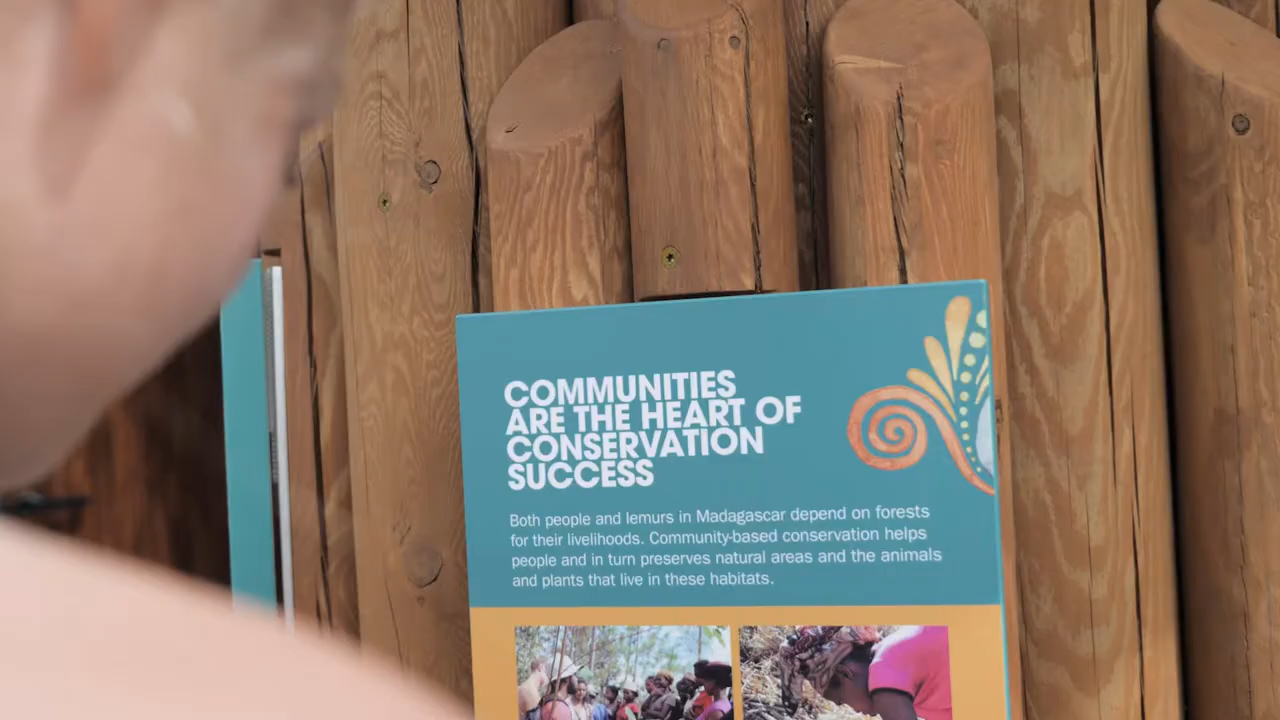 COMMUNITIES
ARE THE HEART OF
CONSERVATION
SUCCESS
Both people and lemurs in Madagascar depend on forests
for their livelihoods. Community-based conservation helps
people and in turn preserves natural areas and the animals
and plants that live in these habitats.